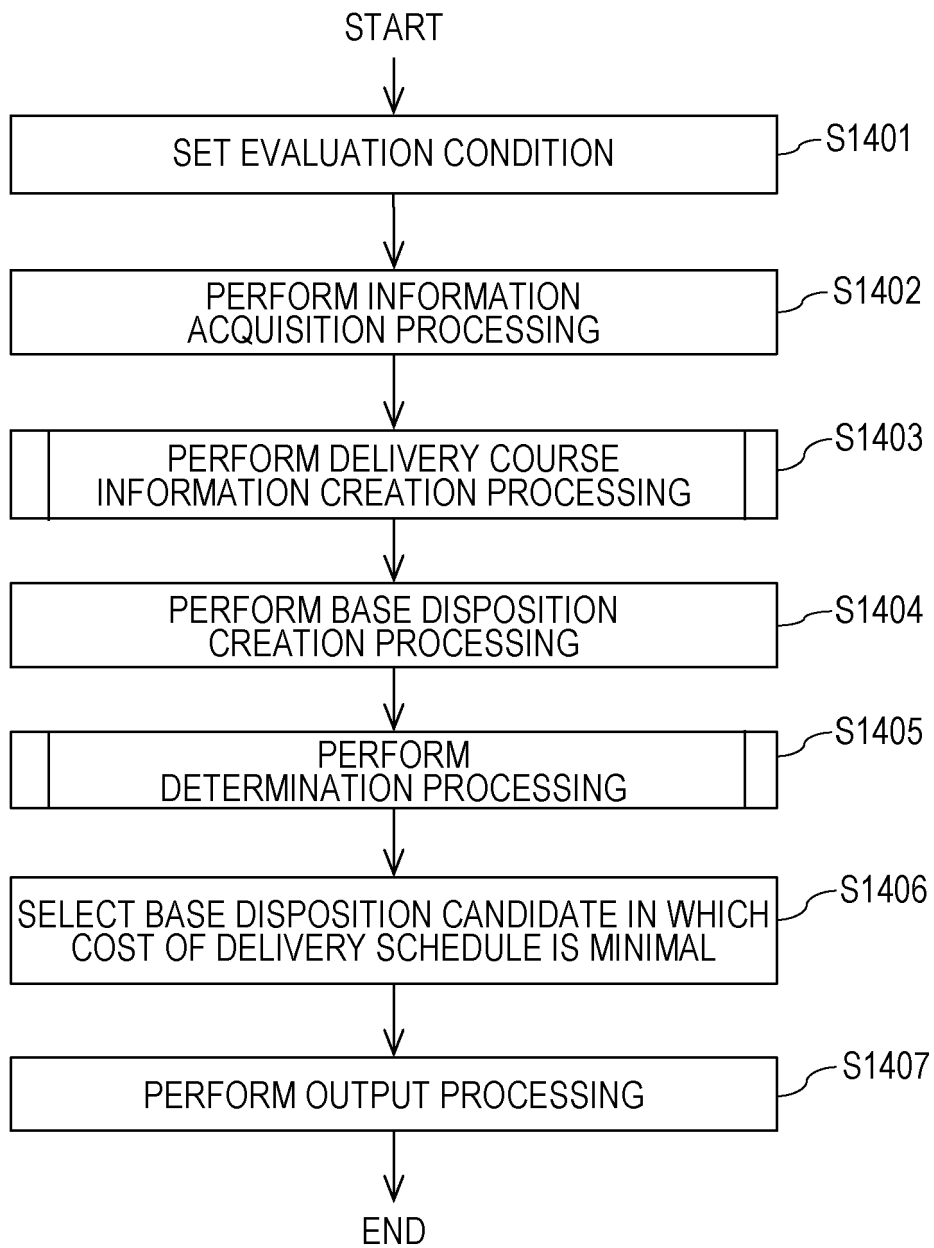 START
SET EVALUATION CONDITION
S1401
PERFORM INFORMATION
ACQUISITION PROCESSING
S1402
PERFORM DELIVERY COURSE
INFORMATION CREATION PROCESSING
S1403
PERFORM BASE DISPOSITION
CREATION PROCESSING
S1404
PERFORM
DETERMINATION PROCESSING
S1405
SELECT BASE DISPOSITION CANDIDATE IN WHICH
COST OF DELIVERY SCHEDULE IS MINIMAL
S1406
PERFORM OUTPUT PROCESSING
S1407
END